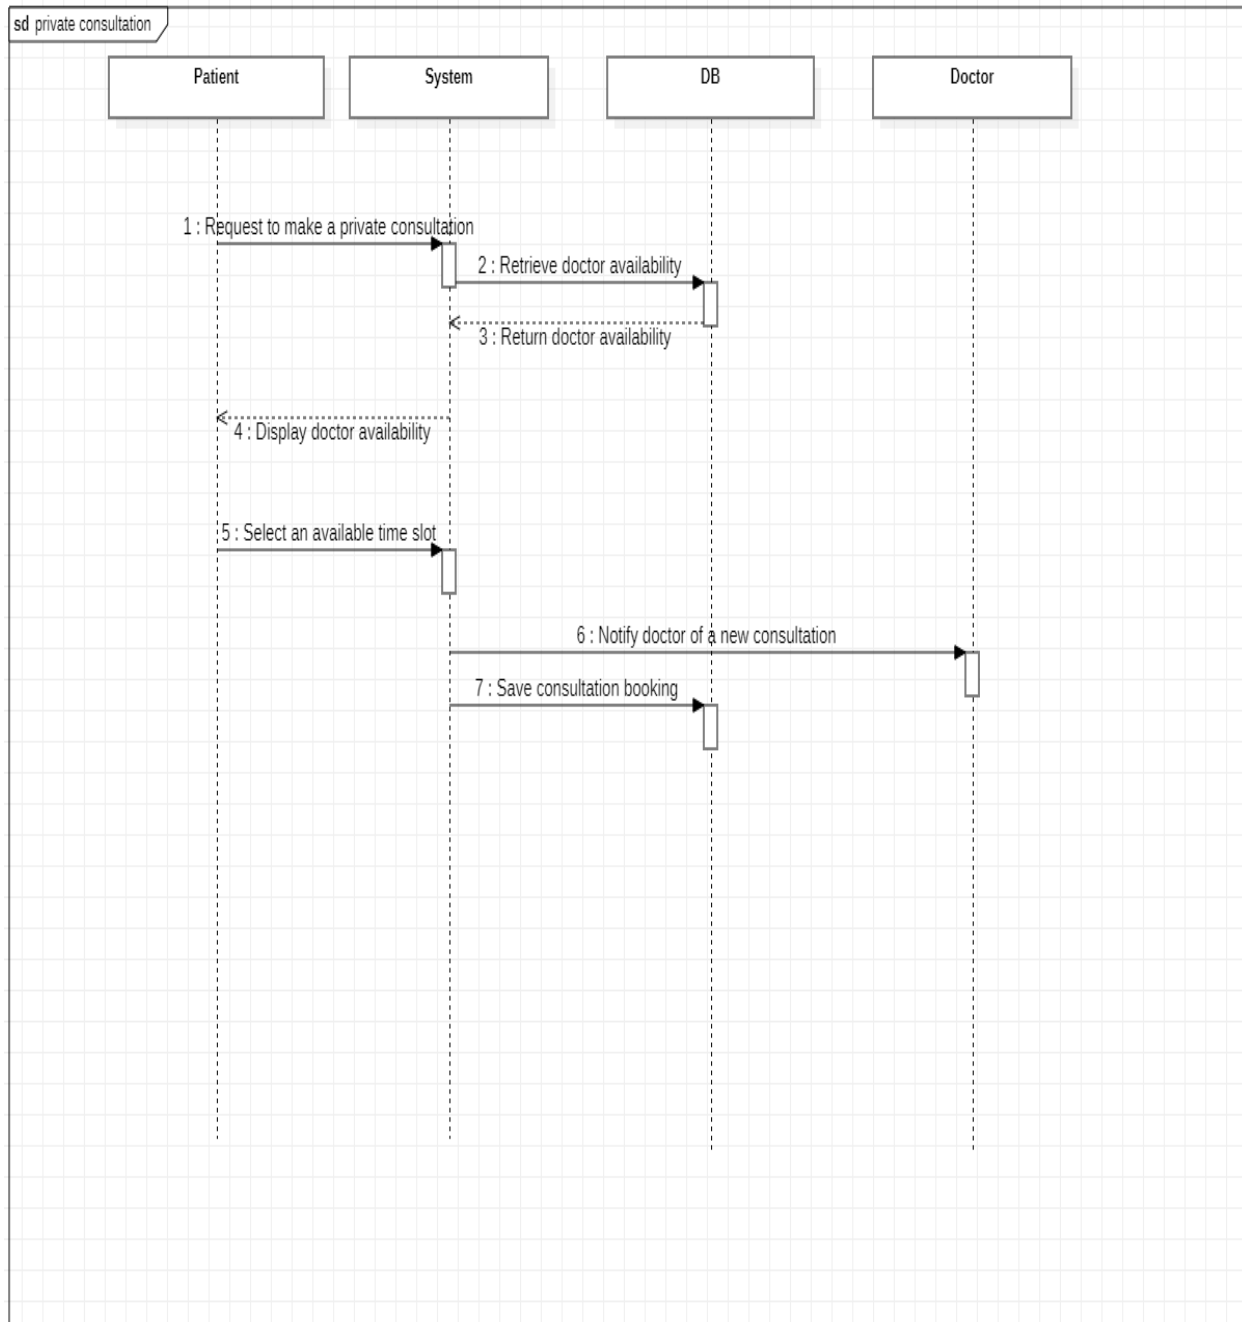 sd private consultation
Patient
System
DB
Doctor
1 : Request to make a private consultation
2 : Retrieve doctor availability
3 : Return doctor availability
4 : Display doctor availability
5 : Select an available time slot
6 : Notify doctor of a new consultation
7 : Save consultation booking